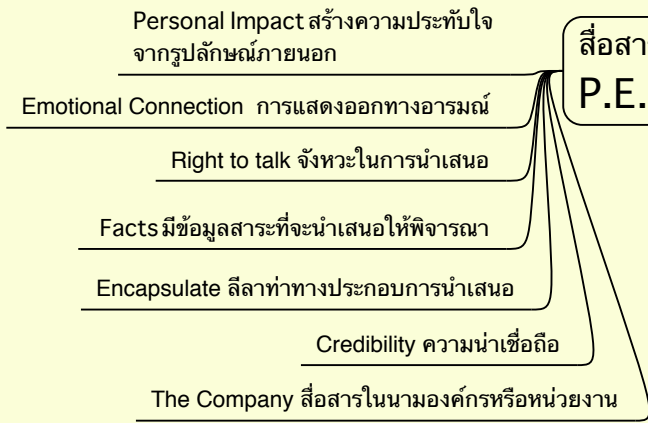 Personal Impact สร้างความประทับใจ
จากรูปลักษณ์ภายนอก
Emotional Connection การแสดงออกทางอารมณ์
Right to talk จังหวะในการนำเสนอ
Facts มีข้อมูลสาระที่จะนำเสนอให้พิจารณา
Encapsulate ลีลาท่าทางประกอบการนำเสนอ
Credibility ความน่าเชื่อถือ
The Company สื่อสารในนามองค์กรหรือหน่วยงาน
สื่อสา
P.E.